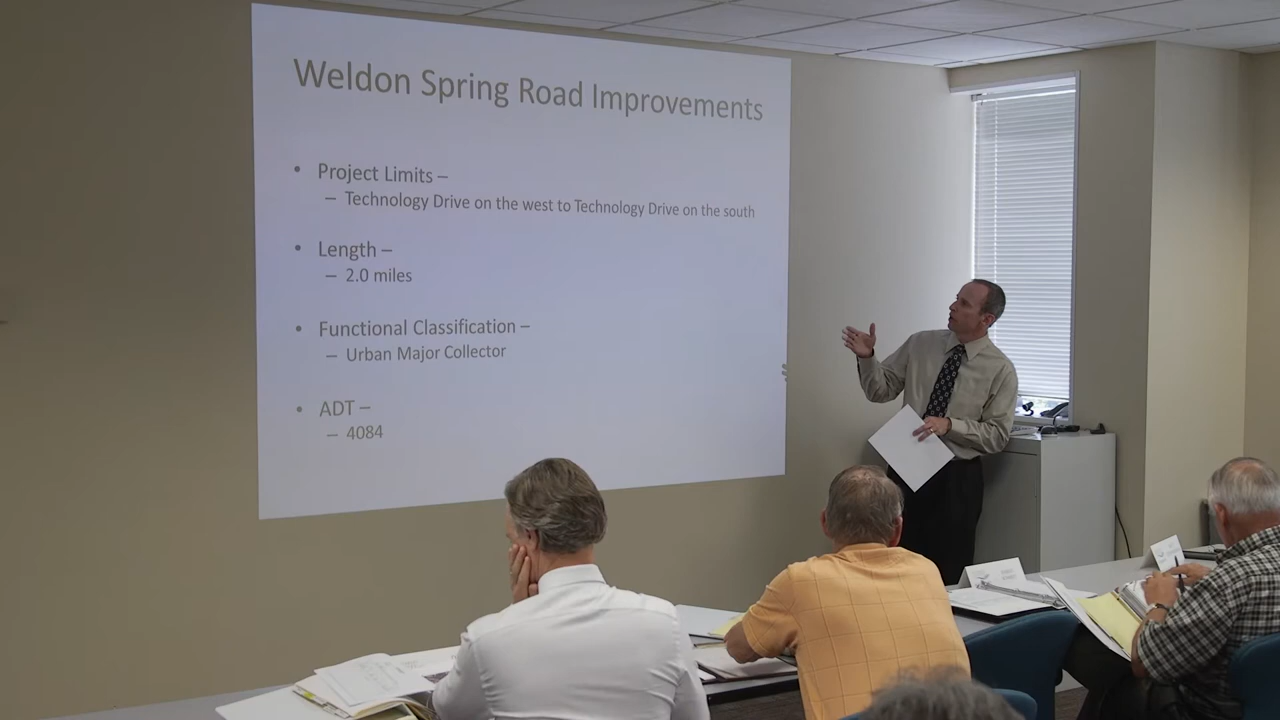 Weldon Spring Road Improvements
• Project Limits –
– Technology Drive on the west to Technology Drive on the south
• Length –
– 2.0 miles
• Functional Classification –
– Urban Major Collector
• ADT –
– 4084